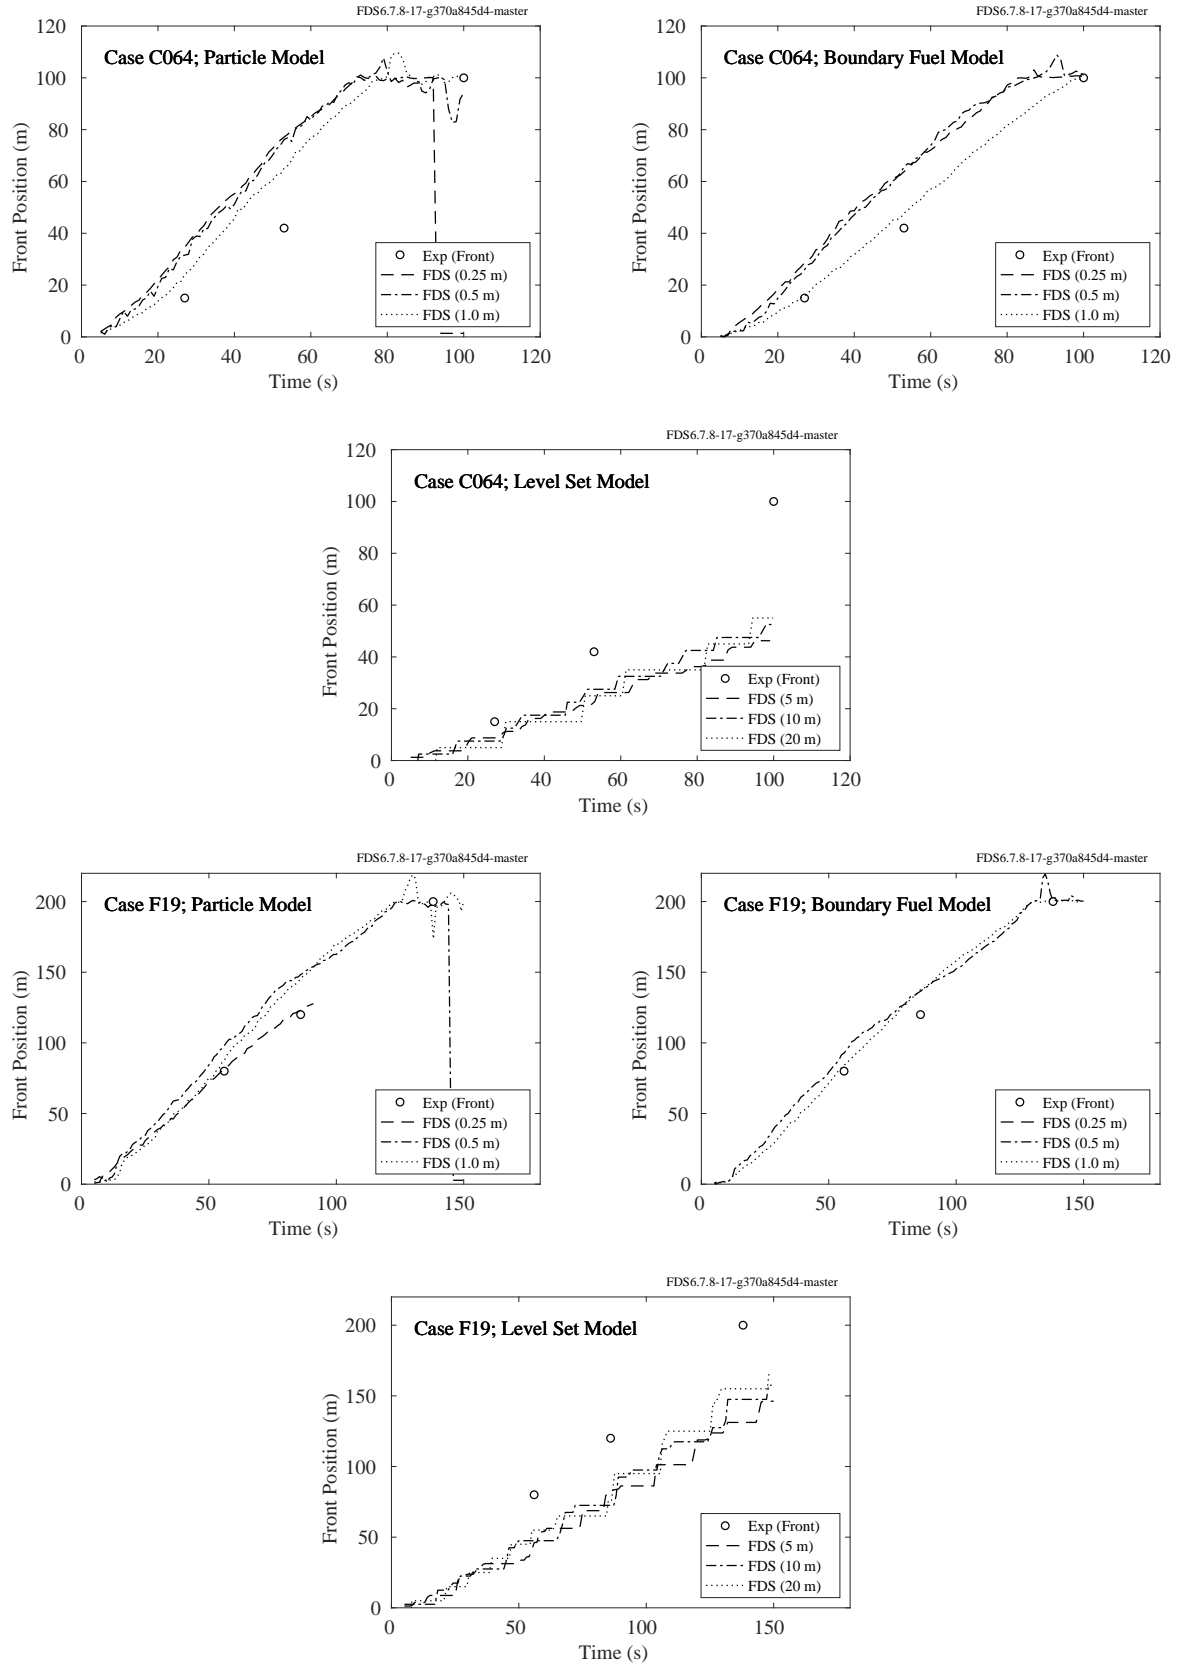 FDS6.7.8-17-g370a845d4-master
Case C064; Particle Model
Front Position (m)
120
100
80
60
40
20
0
0 20 40 60 80 100 120
Time (s)
Exp (Front)
FDS (0.25 m)
FDS (0.5 m)
FDS (1.0 m)
FDS6.7.8-17-g370a845d4-master
Case C064; Boundary Fuel Model
Front Position (m)
120
100
80
60
40
20
0
0 20 40 60 80 100 120
Time (s)
Exp (Front)
FDS (0.25 m)
FDS (0.5 m)
FDS (1.0 m)
FDS6.7.8-17-g370a845d4-master
Case C064; Level Set Model
Front Position (m)
120
100
80
60
40
20
0
0 20 40 60 80 100 120
Time (s)
Exp (Front)
FDS (5 m)
FDS (10 m)
FDS (20 m)
FDS6.7.8-17-g370a845d4-master
Case F19; Particle Model
Front Position (m)
200
150
100
50
0
0 50 100 150
Time (s)
Exp (Front)
FDS (0.25 m)
FDS (0.5 m)
FDS (1.0 m)
FDS6.7.8-17-g370a845d4-master
Case F19; Boundary Fuel Model
Front Position (m)
200
150
100
50
0
0 50 100 150
Time (s)
Exp (Front)
FDS (0.25 m)
FDS (0.5 m)
FDS (1.0 m)
FDS6.7.8-17-g370a845d4-master
Case F19; Level Set Model
Front Position (m)
200
150
100
50
0
0 50 100 150
Time (s)
Exp (Front)
FDS (5 m)
FDS (10 m)
FDS (20 m)